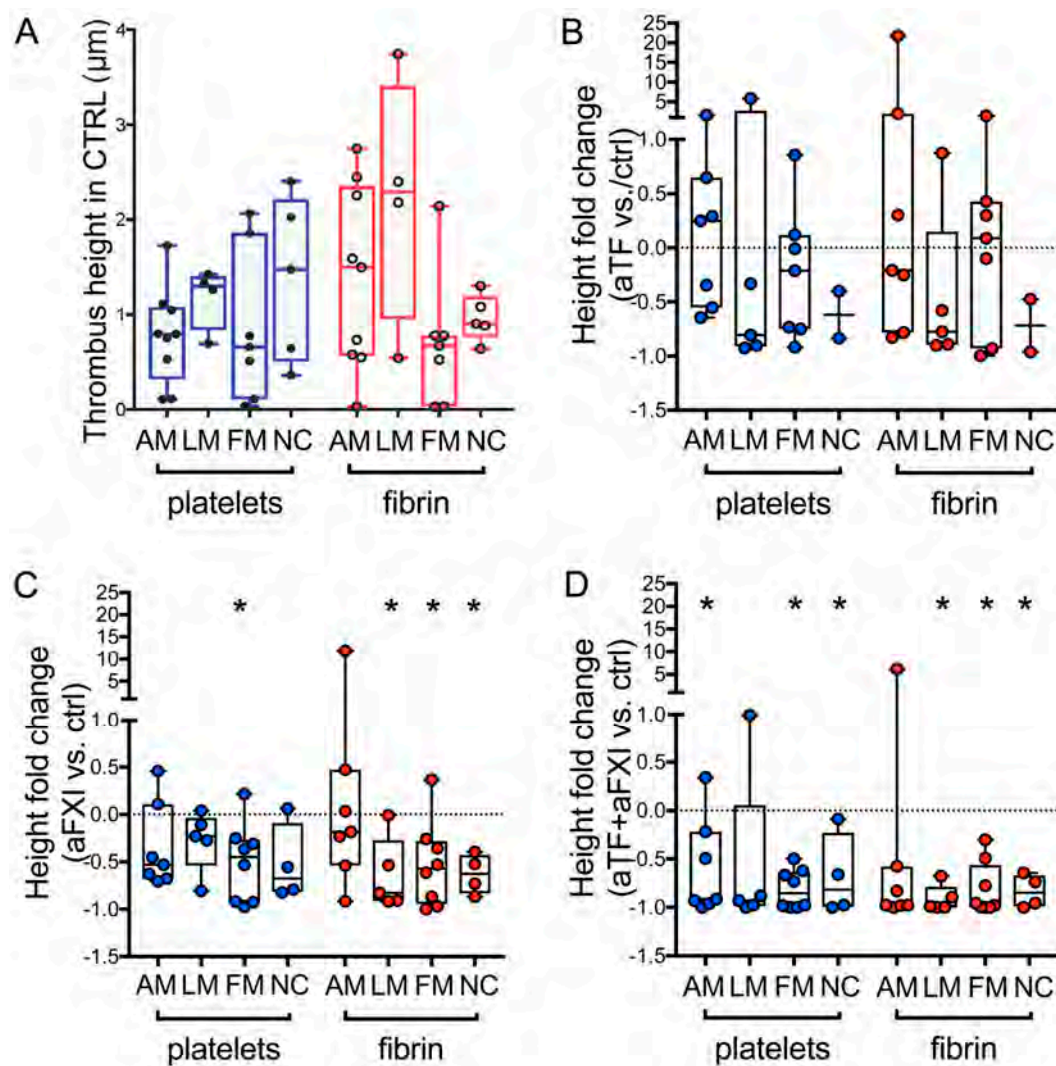 A
Thrombus height in CTRL (μm)
4
3
2
1
0
AM LM FM NC AM LM FM NC
platelets fibrin
B
Height fold change
(aTF vs./ctrl)
25
20
15
10
5
1.0
0.5
0.0
-0.5
-1.0
-1.5
AM LM FM NC AM LM FM NC
platelets fibrin
C
Height fold change
(aFXI vs. ctrl)
25
20
15
10
5
1.0
0.5
0.0
-0.5
-1.0
-1.5
* * * *
AM LM FM NC AM LM FM NC
platelets fibrin
D
Height fold change
(aTF+aFXI vs. ctrl)
25
20
15
10
5
1.0
0.5
0.0
-0.5
-1.0
-1.5
* * * * * *
AM LM FM NC AM LM FM NC
platelets fibrin